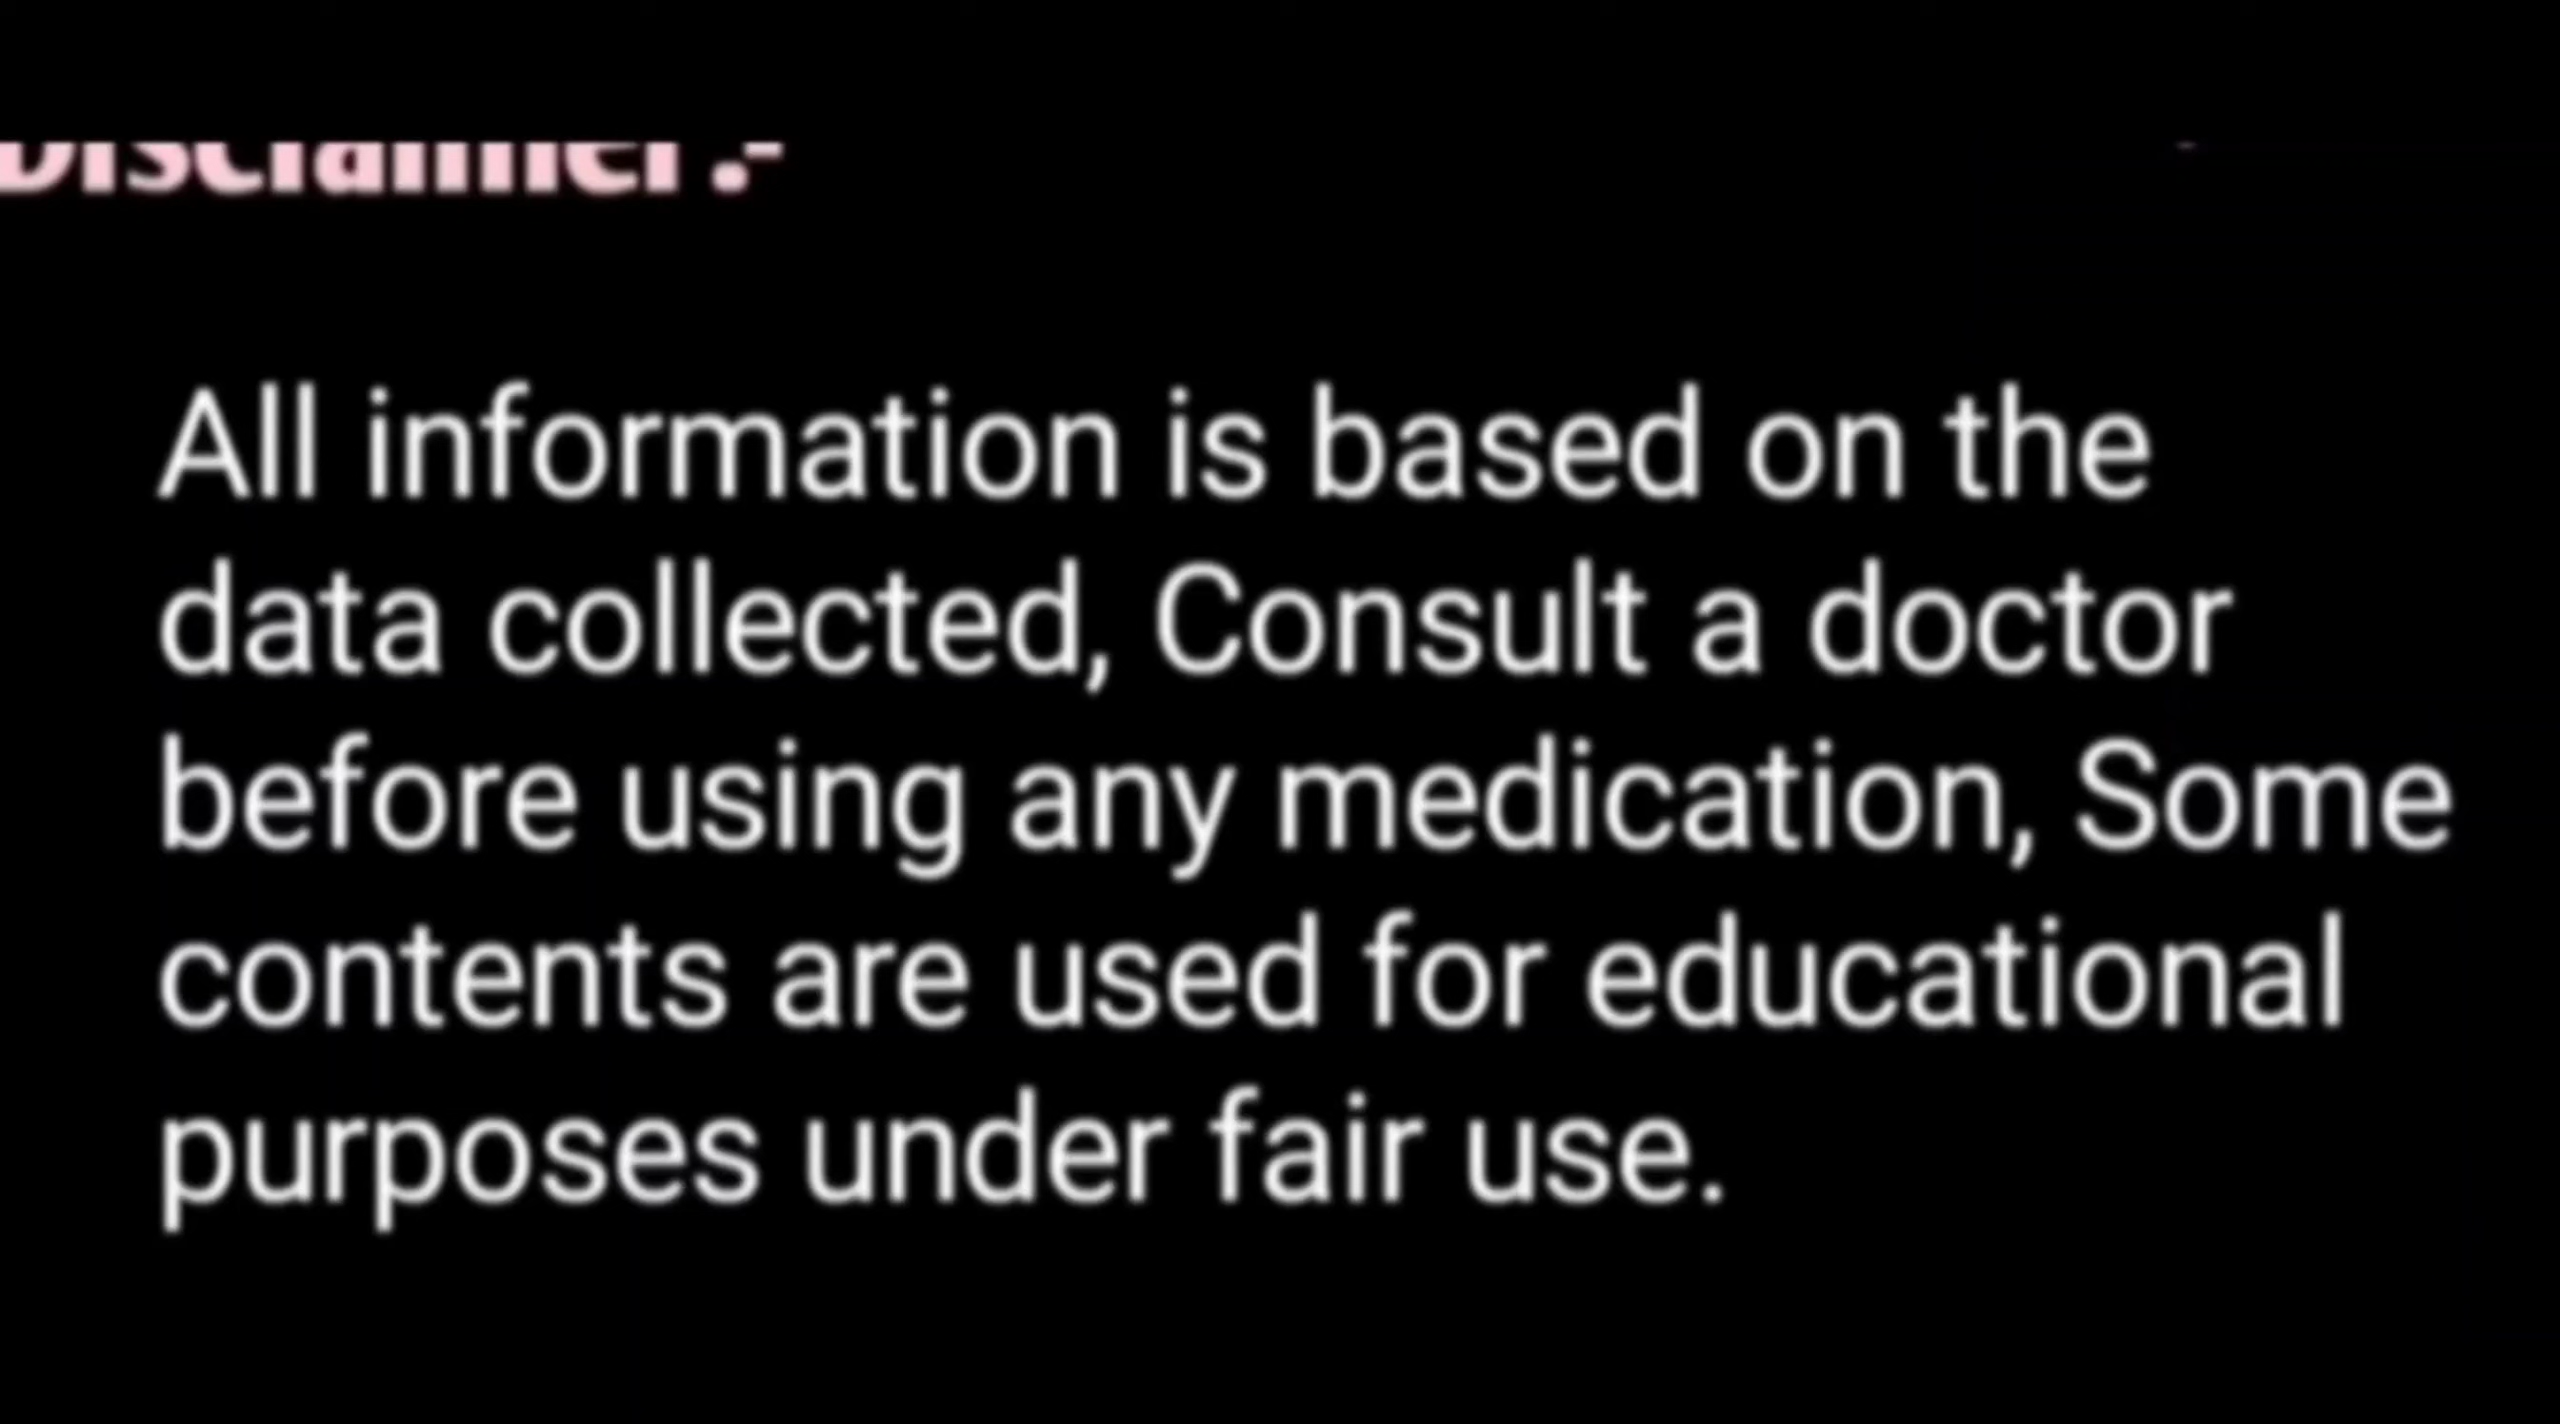 Disclaimer:-
All information is based on the
data collected, Consult a doctor
before using any medication, Some
contents are used for educational
purposes under fair use.